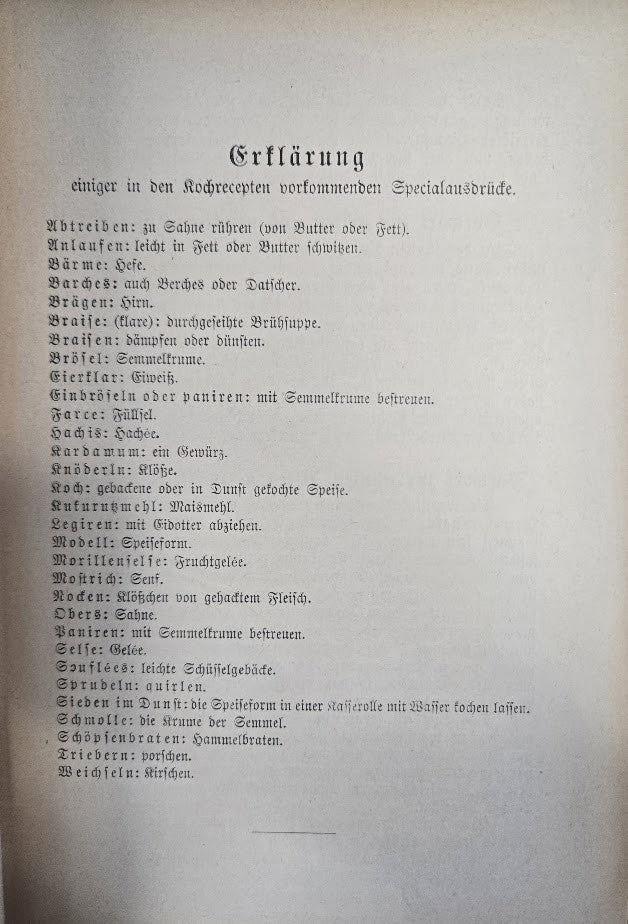 Erklärung
einiger in den Kochrecepten vorkommenden Specialausdrücke.
Abtreiben: zu Sahne rühren (von Butter oder Fett).
Anlaufen: leicht in Fett oder Butter schwitzen.
Bärme: Hefe.
Barches: auch Berches oder Datscher.
Brägen: Hirn.
Braise: (klare): durchgeseihte Brühsuppe.
Braisen: dämpfen oder dünsten.
Brösel: Semmelkrume.
Eierklar: Eiweiß.
Einbröseln oder paniren: mit Semmelkrume bestreuen.
Farce: Füllsel.
Hachis: Hachée.
Kardamum: ein Gewürz.
Knöderln: Klöße.
Koch: gebackene oder in Dunst gekochte Speise.
Kukurutzmehl: Maismehl.
Legiren: mit Eidotter abziehen.
Modell: Speiseform.
Morillenselse: Fruchtgelée.
Mostrich: Senf.
Nocken: Klößchen von gehacktem Fleisch.
Obers: Sahne.
Paniren: mit Semmelkrume bestreuen.
Selse: Gelée.
Souflées: leichte Schüsselgebäcke.
Sprudeln: quirlen.
Sieden im Dunst: die Speiseform in einer Kasserolle mit Wasser kochen lassen.
Schmolle: die Krume der Semmel.
Schöpsenbraten: Hammelbraten.
Triebern: porschen.
Weichseln: Kirschen.